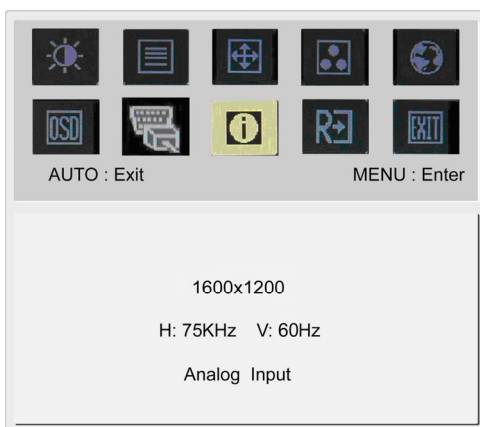 OSD
i
R
EXIT
AUTO : Exit MENU : Enter
1600x1200
H: 75KHz V: 60Hz
Analog Input